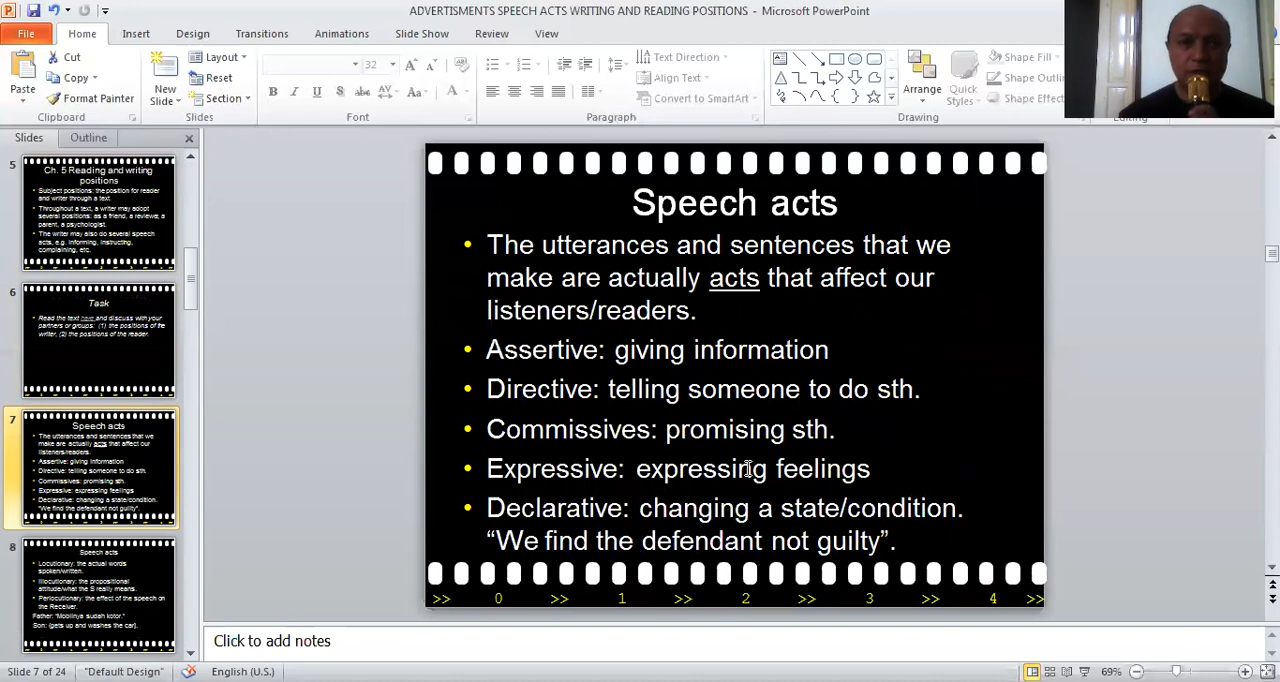 ADVERTISMENTS SPEECH ACTS WRITING AND READING POSITIONS - Microsoft PowerPoint
File Home Insert Design Transitions Animations Slide Show Review View
Paste
Cut
Copy
Format Painter
Clipboard
New
Slide
Layout
Reset
Section
Slides
32
B I U S abc AV Aa A
Font
Text Direction
Align Text
Convert to SmartArt
Paragraph
Arrange
Quick
Styles
Drawing
Shape Fill
Shape Outli
Shape Effect
Editing
Slides Outline
5
Ch. 5 Reading and writing
positions
Subject positions: the position for reader
and writer through a text.
Throughout a text, a writer may adopt
several positions: as a friend, a reviewer, a
parent, a psychologist.
The writer may also do several speech
acts, e.g. informing, instructing,
complaining, etc.
6
Task
Read the text here and discuss with your
partners or groups: (1) the positions of the
writer, (2) the positions of the reader.
7
Speech acts
The utterances and sentences that we
make are actually acts that affect our
listeners/readers.
Assertive: giving information
Directive: telling someone to do sth.
Commissives: promising sth.
Expressive: expressing feelings
Declarative: changing a state/condition.
"We find the defendant not guilty".
8
Speech acts
Locutionary: the actual words
spoken/written.
Illocutionary: the propositional
attitude/what the S really means.
Perlocutionary: the effect of the speech on
the Receiver.
Father: "Mobilnya sudah kotor."
Son: (gets up and washes the car).
Speech acts
• The utterances and sentences that we
make are actually acts that affect our
listeners/readers.
• Assertive: giving information
• Directive: telling someone to do sth.
• Commissives: promising sth.
• Expressive: expressing feelings
• Declarative: changing a state/condition.
“We find the defendant not guilty”.
>> 0 >> 1 >> 2 >> 3 >> 4 >>
Click to add notes
Slide 7 of 24 "Default Design" English (U.S.) 69%